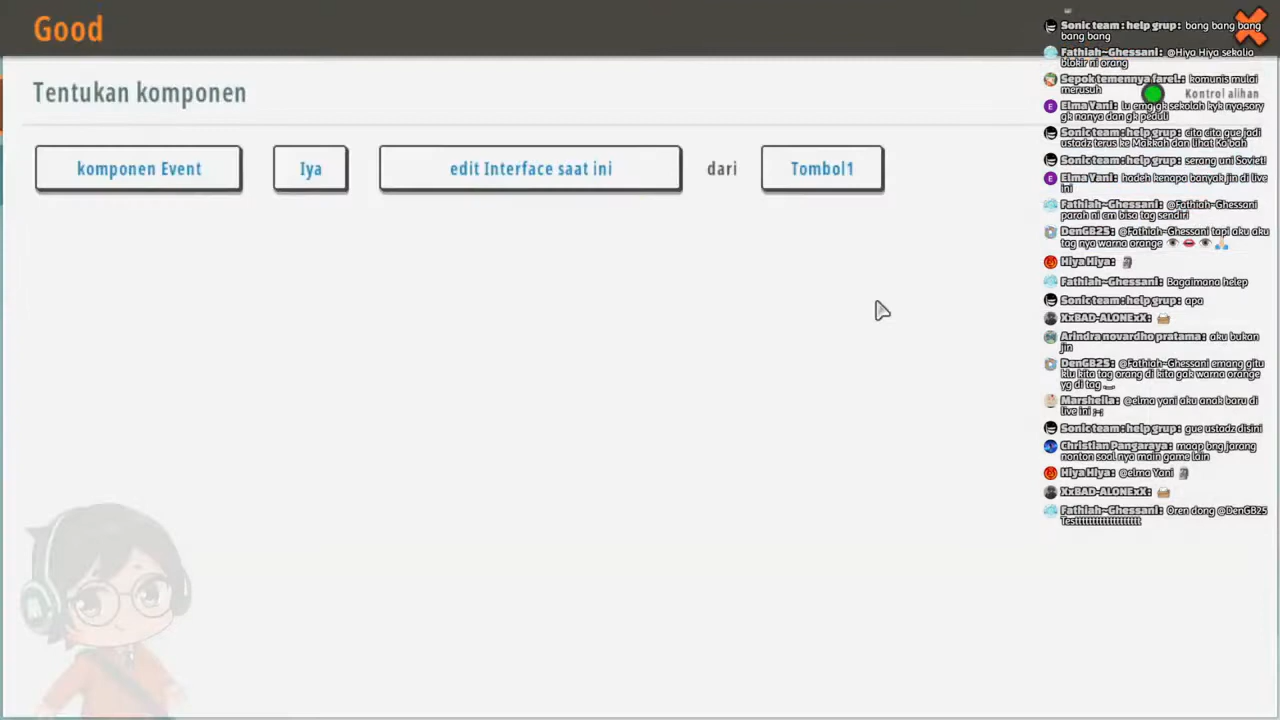 Good
Tentukan komponen
Kontrol alihan
komponen Event
Iya
edit Interface saat ini
dari
Tombol1
Sonic team : help grup : bang bang bang
bang bang
Fathiah~Ghessani : @Hiya Hiya sekalia
blokir ni orang
Sepok temennya farel. : komunis mulai
merusuh
Elma Yani : lu emg gk sekolah kyk nya,sory
gk nanya dan gk peduli
Sonic team : help grup : cita cita gue jadi
ustadz terus ke Makkah dan lihat Ka'bah
Sonic team : help grup : serang uni Soviet!
Elma Yani : hadeh kenapa banyak jin di live
ini
Fathiah~Ghessani : @Fathiah~Ghessani
parah ni cm bisa tag sendiri
DenGB25 : @Fathiah~Ghessani tapi aku aku
tag nya warna orange 👁️ 👄 👁️
Hiya Hiya : 🗿
Fathiah~Ghessani : Bagaimana helep
Sonic team : help grup : apa
XxBAD-ALONExX :
Arindra novardho pratama : aku bukan
jin
DenGB25 : @Fathiah~Ghessani emang gitu
klu kita tag orang di kita gak warna orange
yg di tag ._.
Marshella : @elma yani aku anak baru di
live ini ;-;
Sonic team : help grup : gue ustadz disini
Christian Pangaraya : maap bng jarang
nonton soal nya main game lain
Hiya Hiya : @elma Yani 🗿
XxBAD-ALONExX :
Fathiah~Ghessani : Oren dong @DenGB25